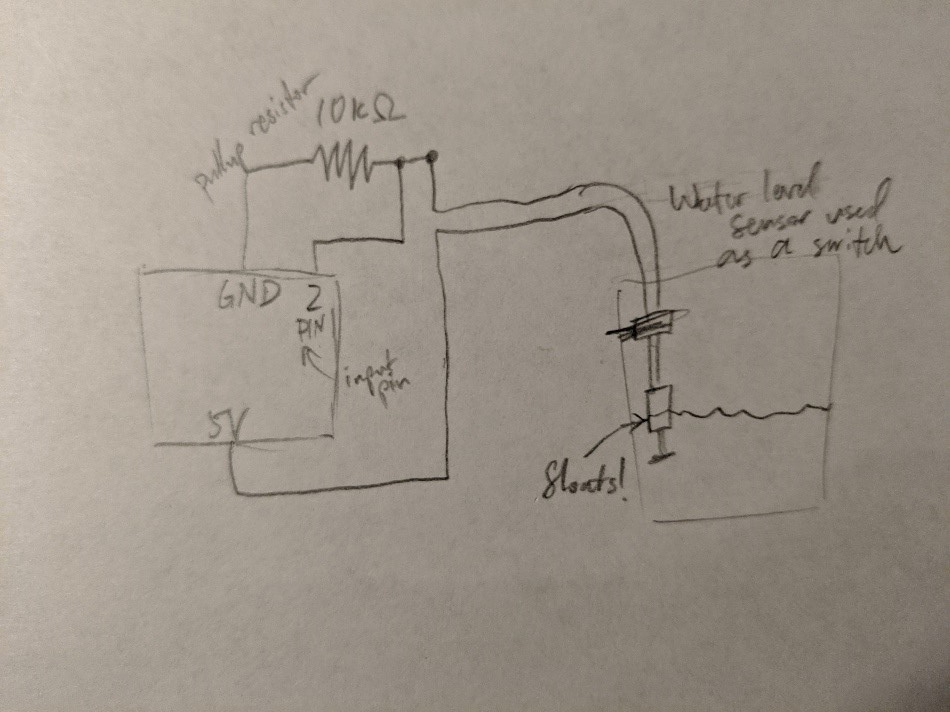 pullup resistor
10kΩ
Water level
sensor used
as a switch
GND 2
PIN
input
pin
5V
floats!